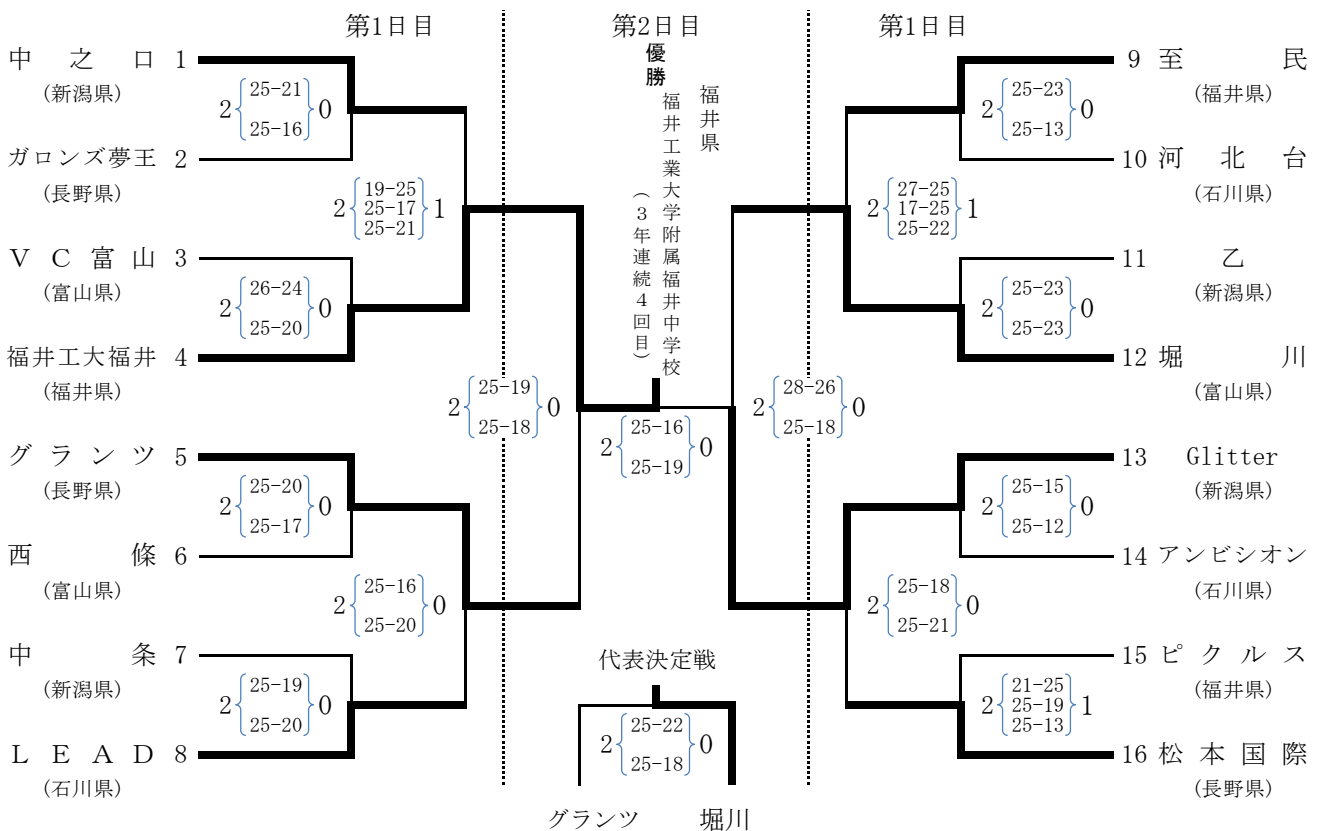 第1日目
第2日目
第1日目
優勝
福井県
福井工業大学附属福井中学校
(3年連続4回目)
中之口 1
(新潟県)
2 25-21 0
25-16
ガロンズ夢王 2
(長野県)
2 19-25 1
25-17
25-21
VC富山 3
(富山県)
2 26-24 0
25-20
福井工大福井 4
(福井県)
2 25-19 0
25-18
グランツ 5
(長野県)
2 25-20 0
25-17
西條 6
(富山県)
2 25-16 0
25-20
中条 7
(新潟県)
2 25-19 0
25-20
LEAD 8
(石川県)
2 25-16 0
25-19
代表決定戦
2 25-22 0
25-18
グランツ 堀川
9 至民
(福井県)
2 25-23 0
25-13
10 河北台
(石川県)
2 27-25 1
17-25
25-22
11 乙
(新潟県)
2 25-23 0
25-23
12 堀川
(富山県)
2 28-26 0
25-18
13 Glitter
(新潟県)
2 25-15 0
25-12
14 アンビシオン
(石川県)
2 25-18 0
25-21
15 ピクルス
(福井県)
2 21-25 1
25-19
25-13
16 松本国際
(長野県)